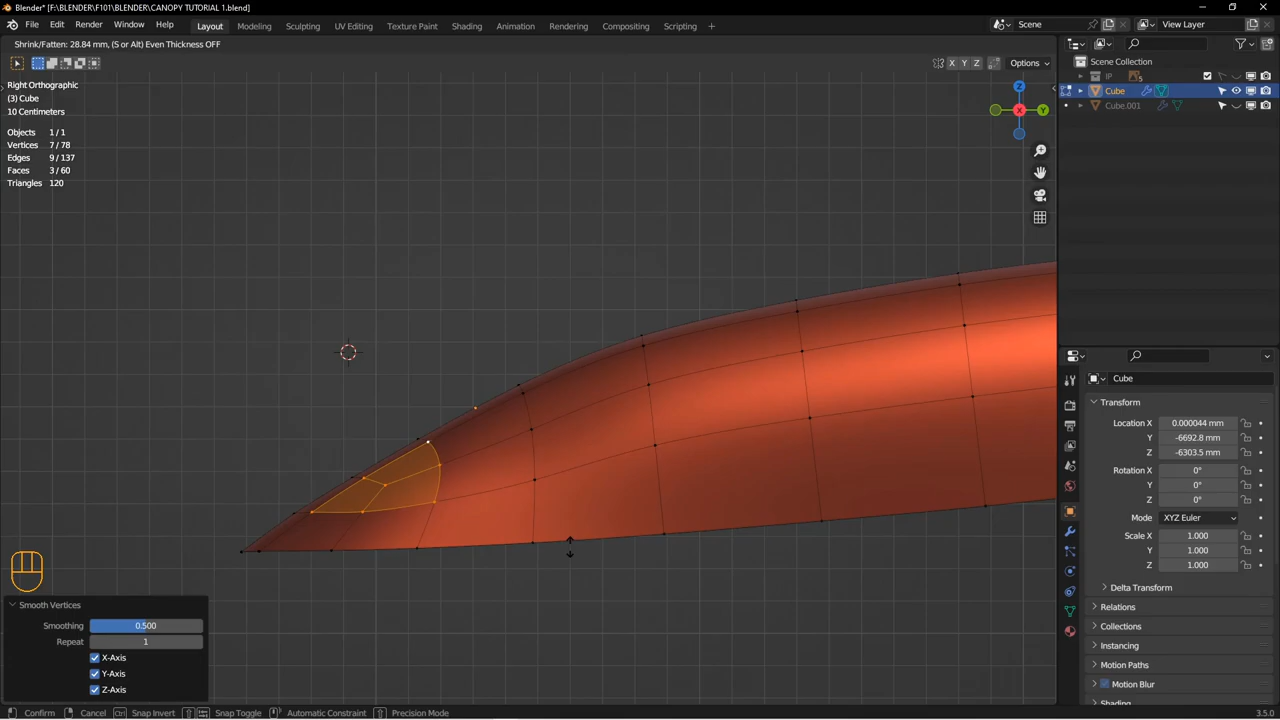 Blender* [F:\BLENDER\F101\BLENDER\CANOPY TUTORIAL 1.blend]
File Edit Render Window Help Layout Modeling Sculpting UV Editing Texture Paint Shading Animation Rendering Compositing Scripting + Scene View Layer
Shrink/Fatten: 28.84 mm, (S or Alt) Even Thickness OFF
X Y Z Options
Scene Collection
IP 5
Cube
Cube.001
Right Orthographic
(3) Cube
10 Centimeters
Objects 1 / 1
Vertices 7 / 78
Edges 9 / 137
Faces 3 / 60
Triangles 120
Z
X
Y
Cube
Transform
Location X 0.000044 mm
Y -6692.8 mm
Z -6303.5 mm
Rotation X 0°
Y 0°
Z 0°
Mode XYZ Euler
Scale X 1.000
Y 1.000
Z 1.000
Delta Transform
Relations
Collections
Instancing
Motion Paths
Motion Blur
Shading
Smooth Vertices
Smoothing 0.500
Repeat 1
X-Axis
Y-Axis
Z-Axis
Confirm Cancel Ctrl Snap Invert Snap Toggle Automatic Constraint Precision Mode 3.5.0